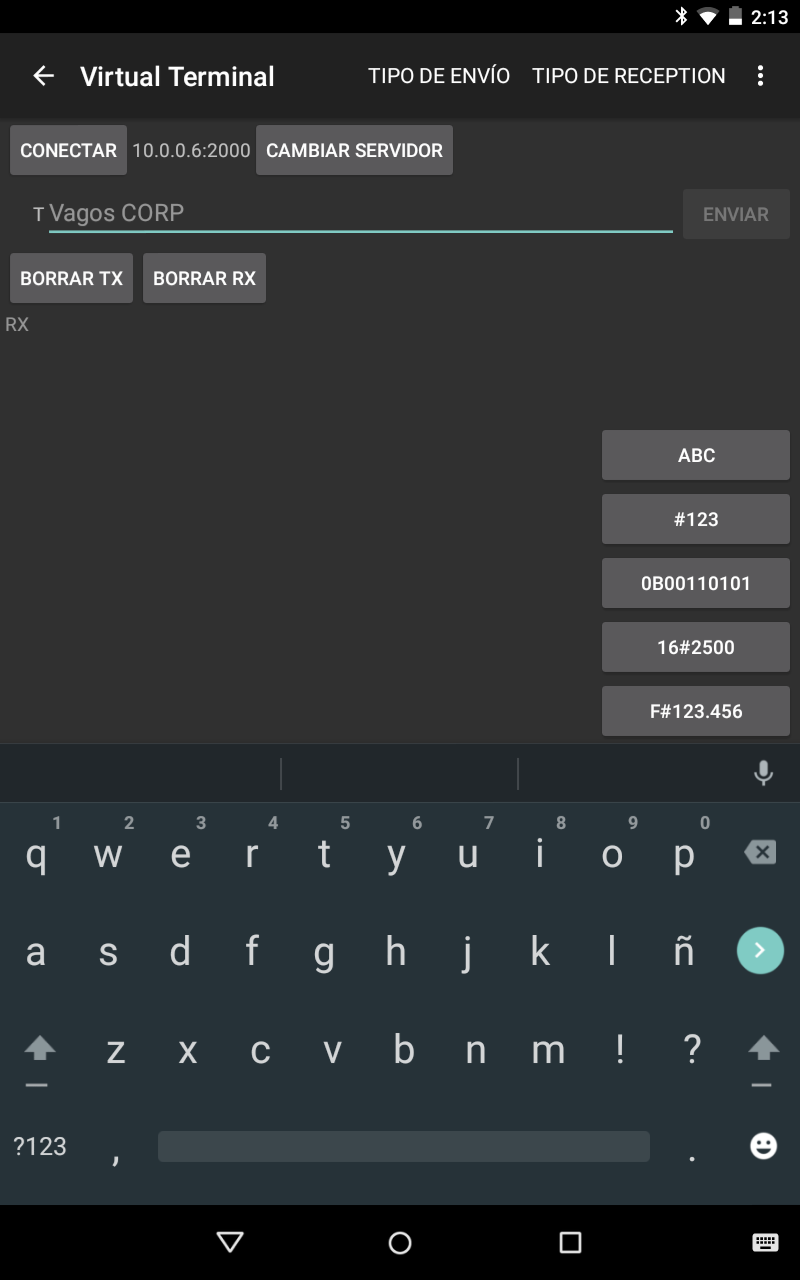 2:13
Virtual Terminal TIPO DE ENVÍO TIPO DE RECEPTION
CONECTAR 10.0.0.6:2000 CAMBIAR SERVIDOR
T Vagos CORP ENVIAR
BORRAR TX BORRAR RX
RX
ABC
#123
0B00110101
16#2500
F#123.456
1 2 3 4 5 6 7 8 9 0
q w e r t y u i o p
a s d f g h j k l ñ
z x c v b n m ! ?
?123 , .